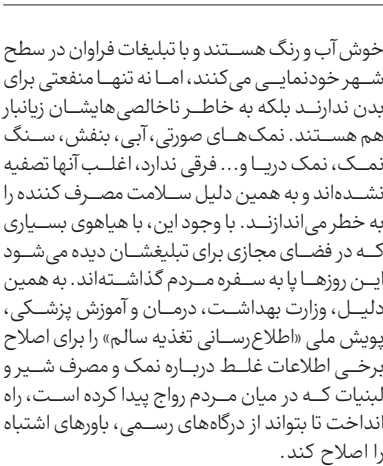 خوش آب و رنگ هستند و با تبلیغات فراوان در سطح
شهر خودنمایی می‌کنند، اما نه تنها منفعتی برای
بدن ندارند بلکه به خاطر ناخالصی‌هایشان زیانبار
هم هستند. نمک‌های صورتی، آبی، بنفش، سنگ
نمک، نمک دریا و... فرقی ندارد، اغلب آنها تصفیه
نشده‌اند و به همین دلیل سلامت مصرف کننده را
به خطر می‌اندازند. با وجود این، با هیاهوی بسیاری
که در فضای مجازی برای تبلیغشان دیده می‌شود
این روزها پا به سفره مردم گذاشته‌اند. به همین
دلیل، وزارت بهداشت، درمان و آموزش پزشکی،
پویش ملی «اطلاع‌رسانی تغذیه سالم» را برای اصلاح
برخی اطلاعات غلط درباره نمک و مصرف شیر و
لبنیات که در میان مردم رواج پیدا کرده است، راه
انداخت تا بتواند از درگاه‌های رسمی، باورهای اشتباه
را اصلاح کند.